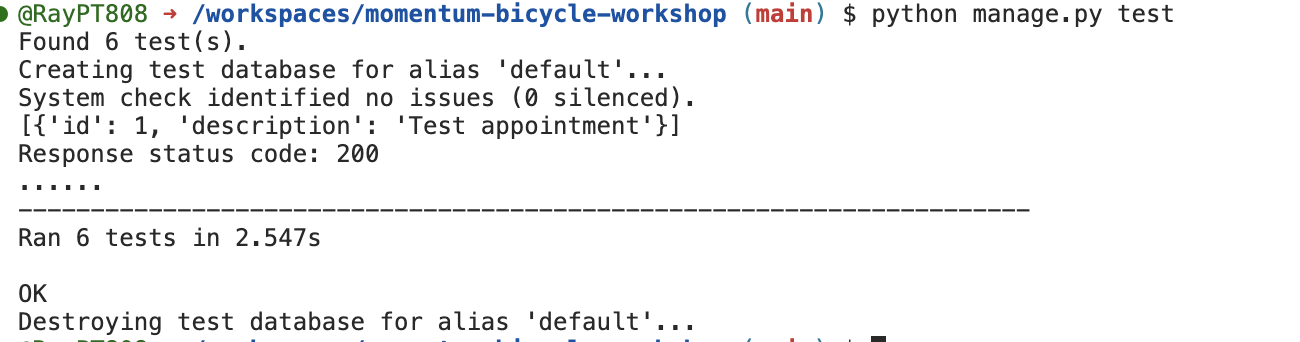 @RayPT808 → /workspaces/momentum-bicycle-workshop (main) $ python manage.py test
Found 6 test(s).
Creating test database for alias 'default'...
System check identified no issues (0 silenced).
[{'id': 1, 'description': 'Test appointment'}]
Response status code: 200
......
----------------------------------------------------------------------
Ran 6 tests in 2.547s
OK
Destroying test database for alias 'default'...